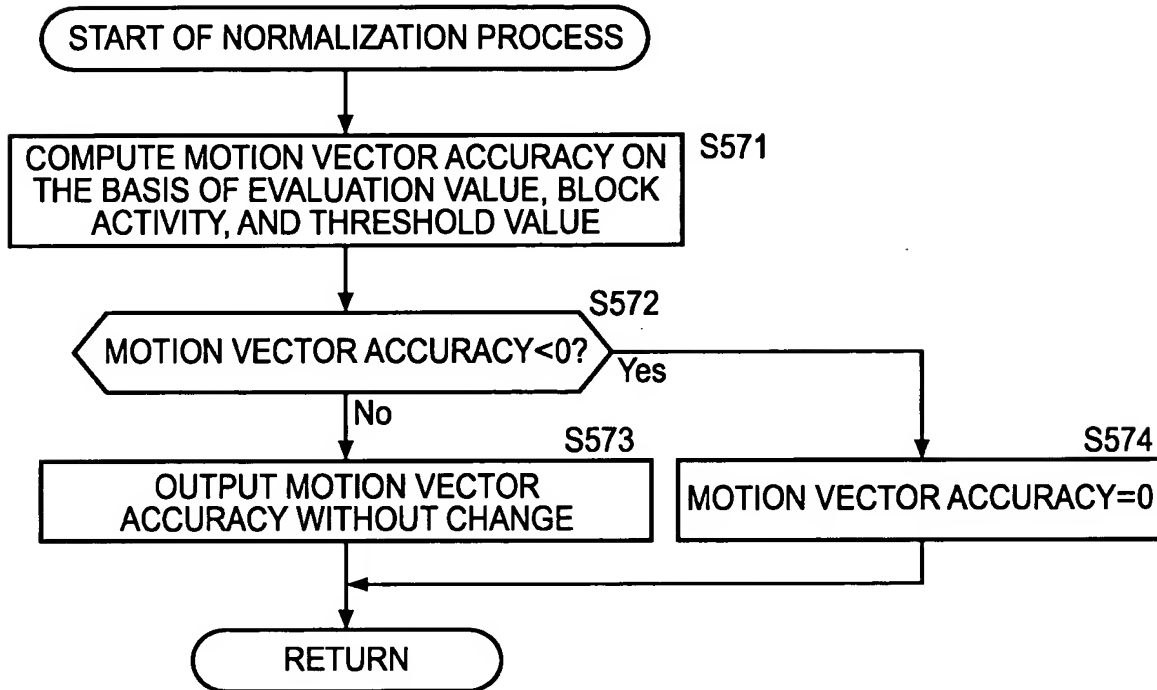 START OF NORMALIZATION PROCESS
S571
COMPUTE MOTION VECTOR ACCURACY ON
THE BASIS OF EVALUATION VALUE, BLOCK
ACTIVITY, AND THRESHOLD VALUE
S572
MOTION VECTOR ACCURACY<0?
Yes
No
S573
OUTPUT MOTION VECTOR
ACCURACY WITHOUT CHANGE
S574
MOTION VECTOR ACCURACY=0
RETURN